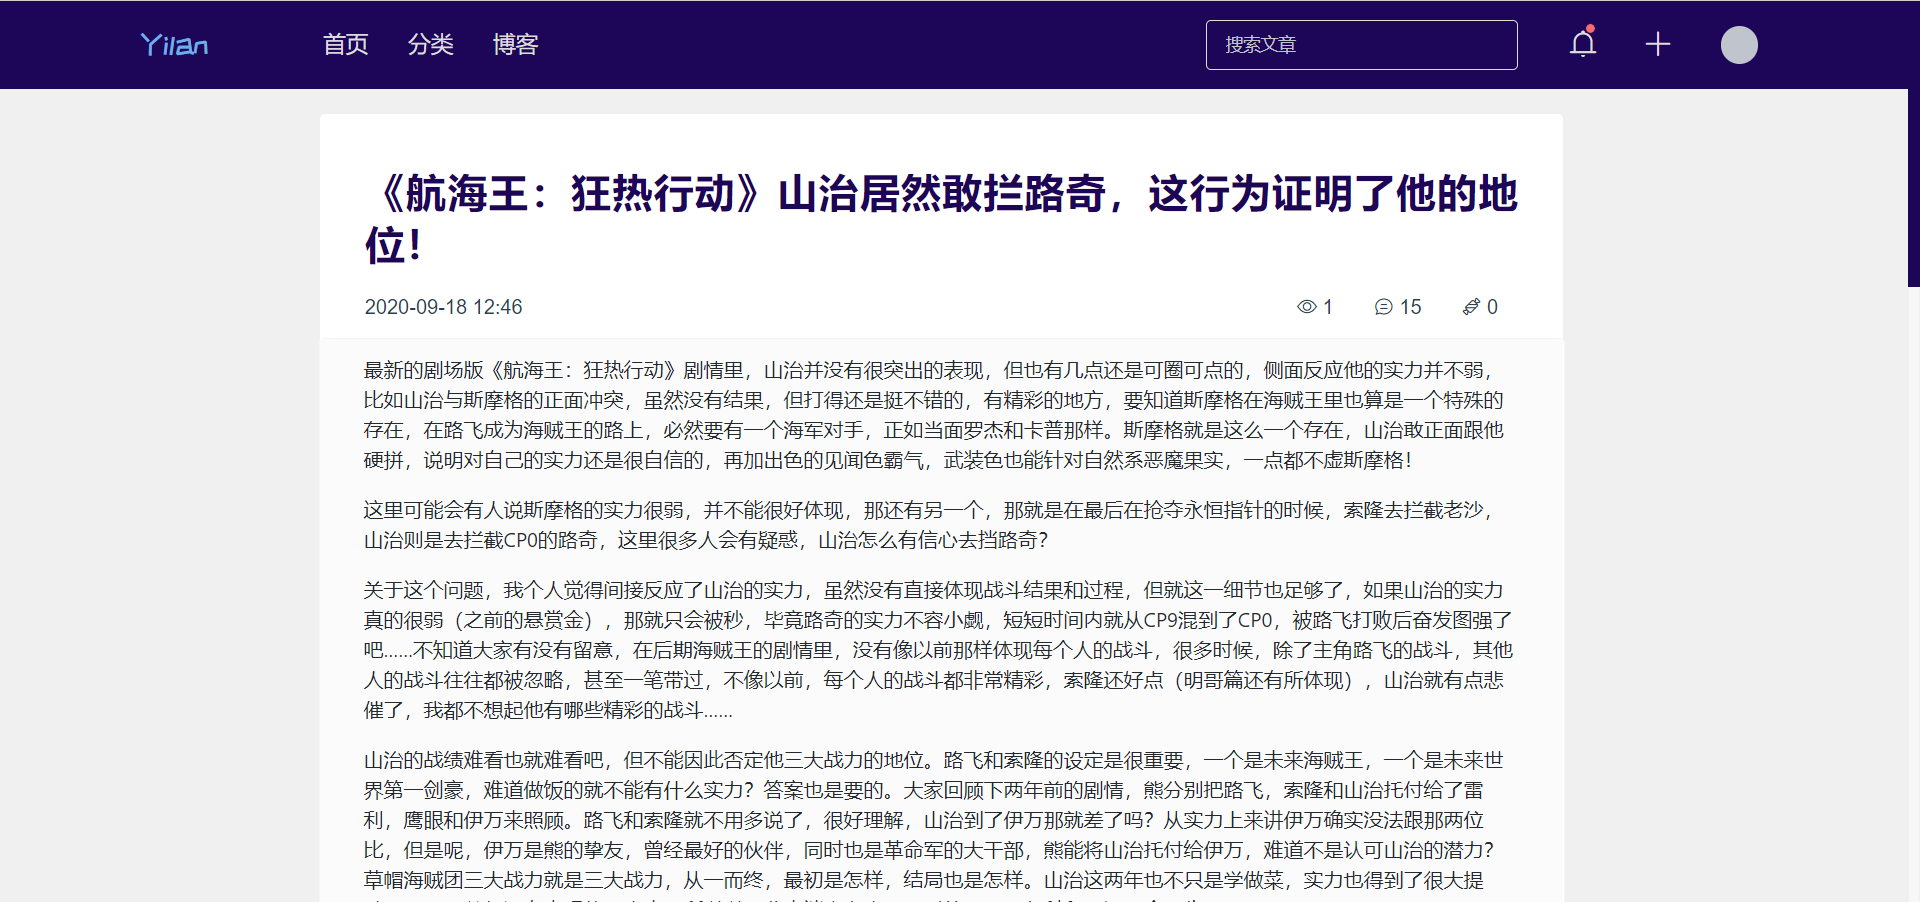 Yilan
首页 分类 博客
搜索文章
《航海王：狂热行动》山治居然敢拦路奇，这行为证明了他的地
位！
2020-09-18 12:46
1 15 0
最新的剧场版《航海王：狂热行动》剧情里，山治并没有很突出的表现，但也有几点还是可圈可点的，侧面反应他的实力并不弱，
比如山治与斯摩格的正面冲突，虽然没有结果，但打得还是挺不错的，有精彩的地方，要知道斯摩格在海贼王里也算是一个特殊的
存在，在路飞成为海贼王的路上，必然要有一个海军对手，正如当面罗杰和卡普那样。斯摩格就是这么一个存在，山治敢正面跟他
硬拼，说明对自己的实力还是很自信的，再加出色的见闻色霸气，武装色也能针对自然系恶魔果实，一点都不虚斯摩格！
这里可能会有人说斯摩格的实力很弱，并不能很好体现，那还有另一个，那就是在最后在抢夺永恒指针的时候，索隆去拦截老沙，
山治则是去拦截CP0的路奇，这里很多人会有疑惑，山治怎么有信心去挡路奇？
关于这个问题，我个人觉得间接反应了山治的实力，虽然没有直接体现战斗结果和过程，但就这一细节也足够了，如果山治的实力
真的很弱（之前的悬赏金），那就只会被秒，毕竟路奇的实力不容小觑，短短时间内就从CP9混到了CP0，被路飞打败后奋发图强了
吧......不知道大家有没有留意，在后期海贼王的剧情里，没有像以前那样体现每个人的战斗，很多时候，除了主角路飞的战斗，其他
人的战斗往往都被忽略，甚至一笔带过，不像以前，每个人的战斗都非常精彩，索隆还好点（明哥篇还有所体现），山治就有点悲
催了，我都不想起他有哪些精彩的战斗......
山治的战绩难看也就难看吧，但不能因此否定他三大战力的地位。路飞和索隆的设定是很重要，一个是未来海贼王，一个是未来世
界第一剑豪，难道做饭的就不能有什么实力？答案也是要的。大家回顾下两年前的剧情，熊分别把路飞，索隆和山治托付给了雷
利，鹰眼和伊万来照顾。路飞和索隆就不用多说了，很好理解，山治到了伊万那就差了吗？从实力上来讲伊万确实没法跟那两位
比，但是呢，伊万是熊的挚友，曾经最好的伙伴，同时也是革命军的大干部，熊能将山治托付给伊万，难道不是认可山治的潜力？
草帽海贼团三大战力就是三大战力，从一而终，最初是怎样，结局也是怎样。山治这两年也不只是学做菜，实力也得到了很大提